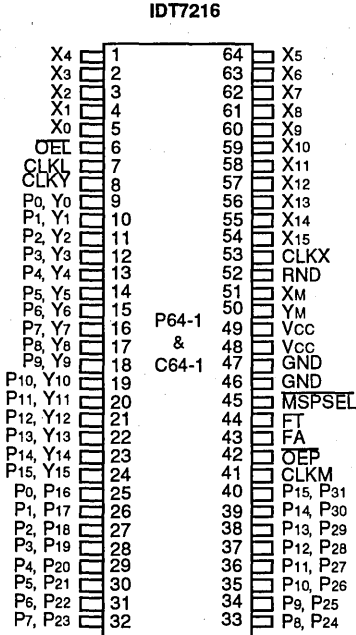 IDT7216
X4 1 64 X5
X3 2 63 X6
X2 3 62 X7
X1 4 61 X8
X0 5 60 X9
OEL 6 59 X10
CLKL 7 58 X11
CLKY 8 57 X12
P0, Y0 9 56 X13
P1, Y1 10 55 X14
P2, Y2 11 54 X15
P3, Y3 12 53 CLKX
P4, Y4 13 52 RND
P5, Y5 14 51 XM
P6, Y6 15 50 YM
P7, Y7 16 P64-1 49 VCC
P8, Y8 17 & 48 VCC
P9, Y9 18 C64-1 47 GND
P10, Y10 19 46 GND
P11, Y11 20 45 MSPSEL
P12, Y12 21 44 FT
P13, Y13 22 43 FA
P14, Y14 23 42 OEP
P15, Y15 24 41 CLKM
P0, P16 25 40 P15, P31
P1, P17 26 39 P14, P30
P2, P18 27 38 P13, P29
P3, P19 28 37 P12, P28
P4, P20 29 36 P11, P27
P5, P21 30 35 P10, P26
P6, P22 31 34 P9, P25
P7, P23 32 33 P8, P24